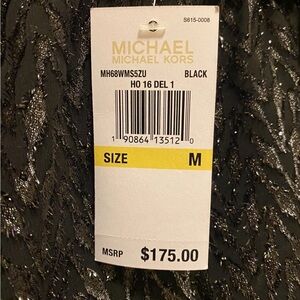 S615-0008
MICHAEL
MICHAEL KORS
MH68WMS5ZU BLACK
HO 16 DEL 1
1 90864 13512 0
SIZE M
MSRP $175.00